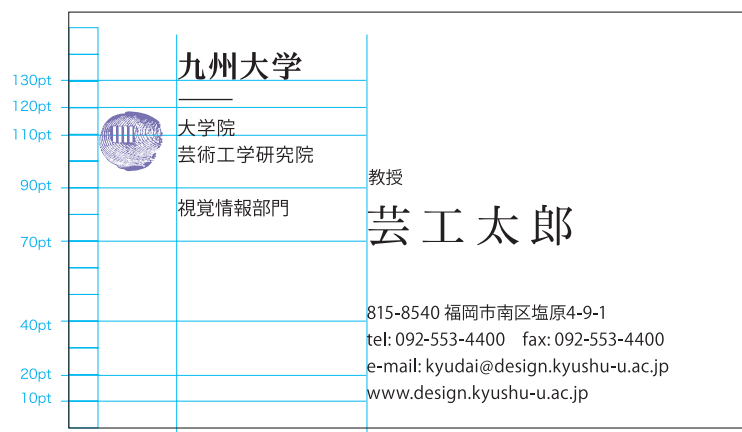 130pt
120pt
110pt
90pt
70pt
40pt
20pt
10pt
九州大学
大学院
芸術工学研究院
視覚情報部門
教授
芸工太郎
815-8540 福岡市南区塩原4-9-1
tel: 092-553-4400 fax: 092-553-4400
e-mail: kyudai@design.kyushu-u.ac.jp
www.design.kyushu-u.ac.jp